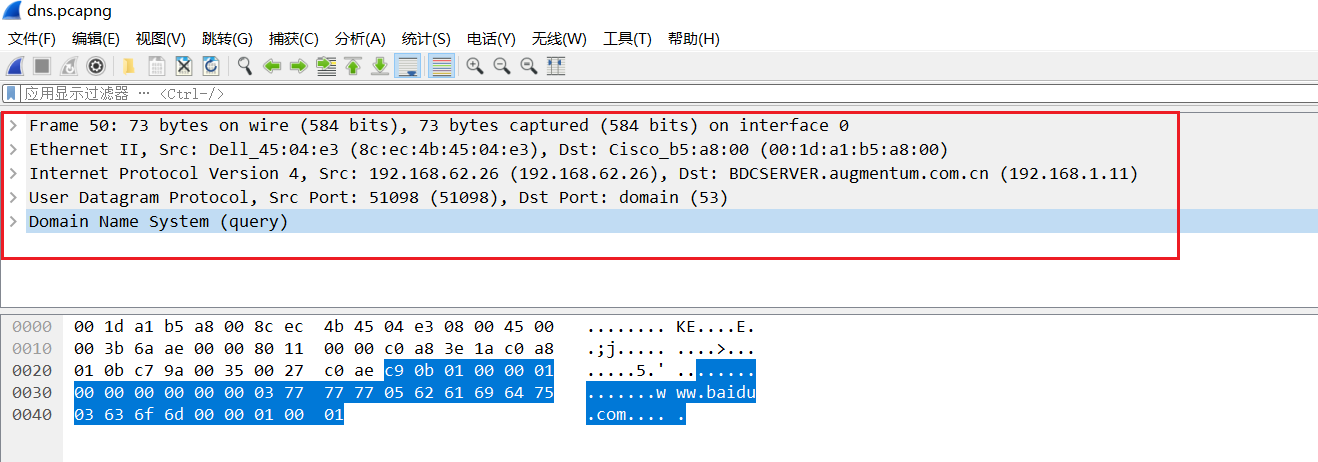 dns.pcapng
文件(F) 编辑(E) 视图(V) 跳转(G) 捕获(C) 分析(A) 统计(S) 电话(Y) 无线(W) 工具(T) 帮助(H)
应用显示过滤器 … <Ctrl-/>
Frame 50: 73 bytes on wire (584 bits), 73 bytes captured (584 bits) on interface 0
Ethernet II, Src: Dell_45:04:e3 (8c:ec:4b:45:04:e3), Dst: Cisco_b5:a8:00 (00:1d:a1:b5:a8:00)
Internet Protocol Version 4, Src: 192.168.62.26 (192.168.62.26), Dst: BDCSERVER.augmentum.com.cn (192.168.1.11)
User Datagram Protocol, Src Port: 51098 (51098), Dst Port: domain (53)
Domain Name System (query)
0000 00 1d a1 b5 a8 00 8c ec 4b 45 04 e3 08 00 45 00 ........ KE....E.
0010 00 3b 6a ae 00 00 80 11 00 00 c0 a8 3e 1a c0 a8 .;j..... ....>...
0020 01 0b c7 9a 00 35 00 27 c0 ae c9 0b 01 00 00 01 .....5.' ........
0030 00 00 00 00 00 00 03 77 77 77 05 62 61 69 64 75 .......w ww.baidu
0040 03 63 6f 6d 00 00 01 00 01 .com.... .